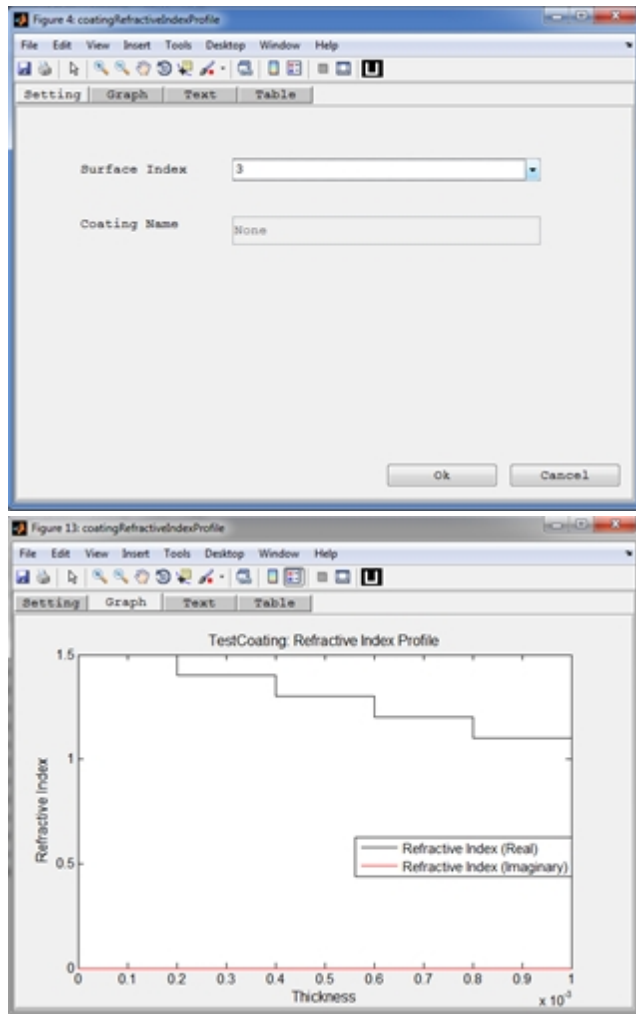 Figure 4: coatingRefractiveIndexProfile
File Edit View Insert Tools Desktop Window Help
Setting Graph Text Table
Surface Index 3
Coating Name None
Ok Cancel
Figure 13: coatingRefractiveIndexProfile
File Edit View Insert Tools Desktop Window Help
Setting Graph Text Table
TestCoating: Refractive Index Profile
1.5
1
Refractive Index
Refractive Index (Real)
Refractive Index (Imaginary)
0.5
0
0 0.1 0.2 0.3 0.4 0.5 0.6 0.7 0.8 0.9 1
Thickness
x 10⁻³